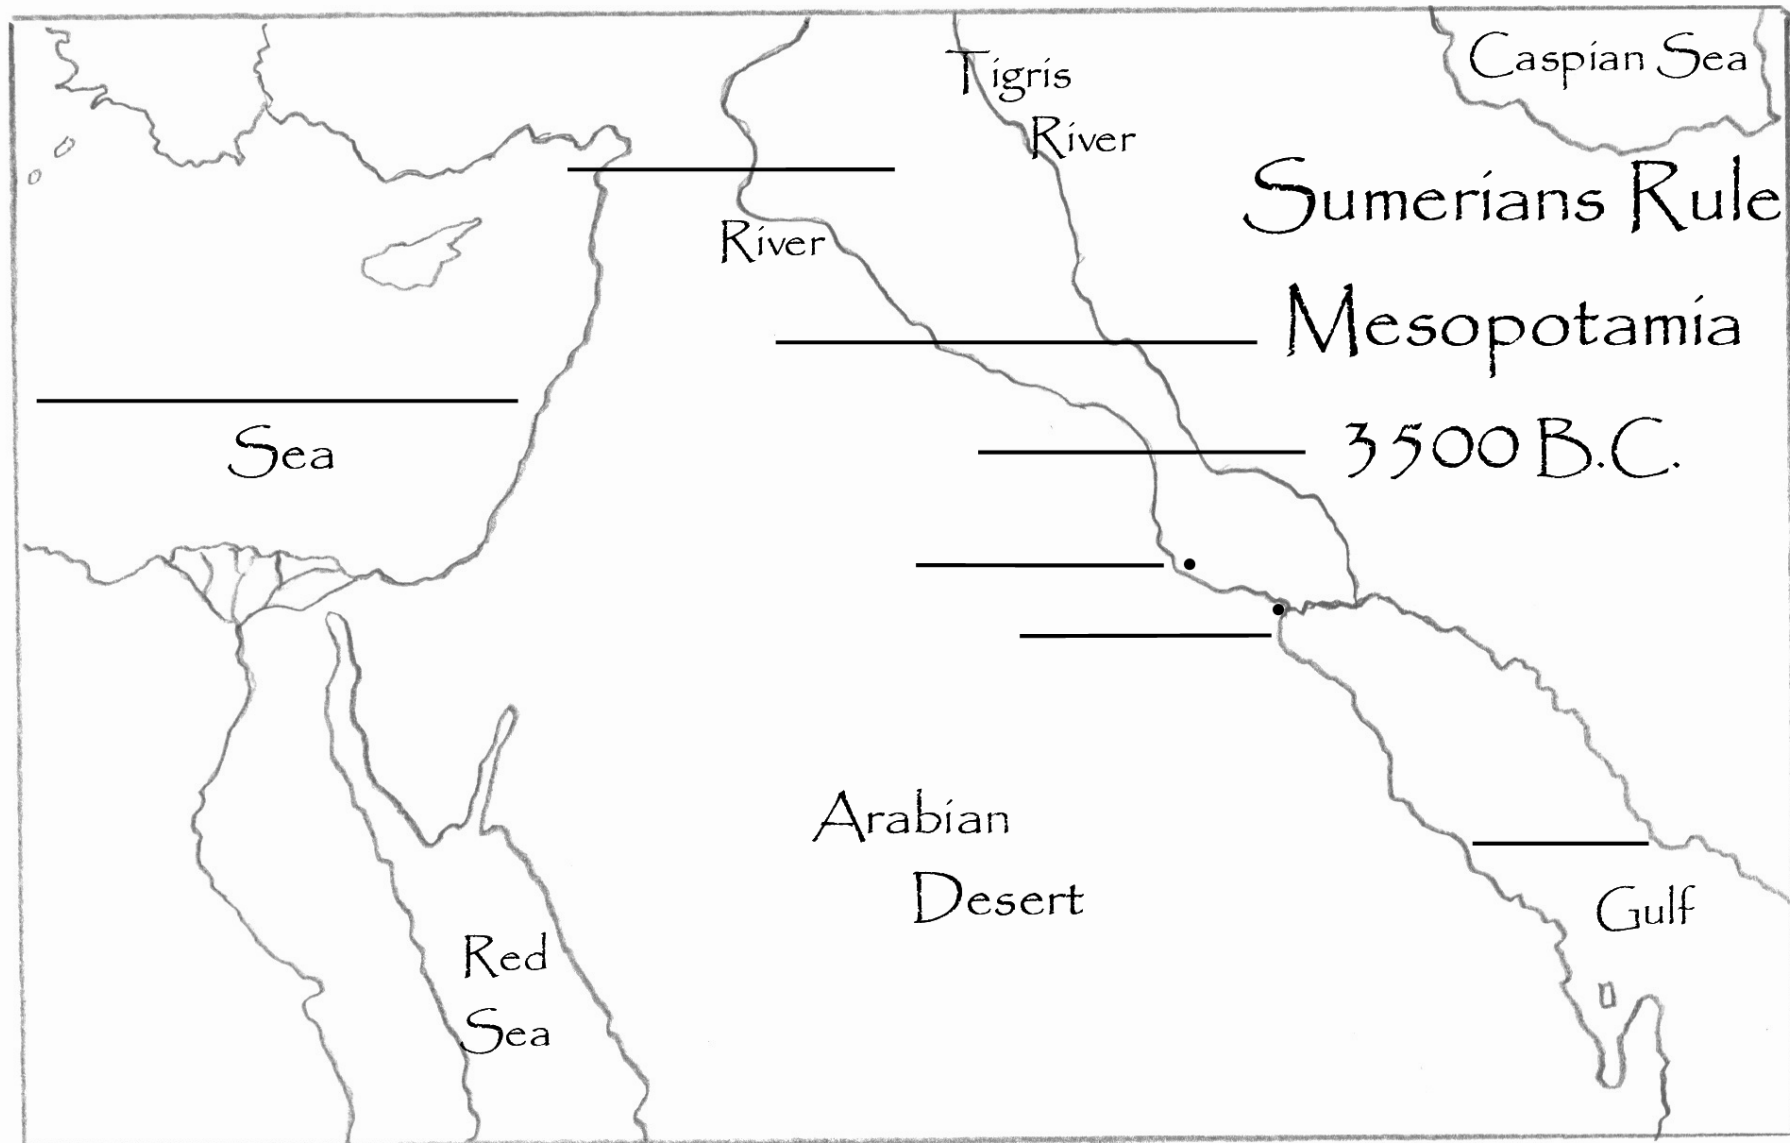 Tigris
River
Caspian Sea
Sumerians Rule
River
Mesopotamia
3500 B.C.
Sea
Arabian
Desert
Gulf
Red
Sea